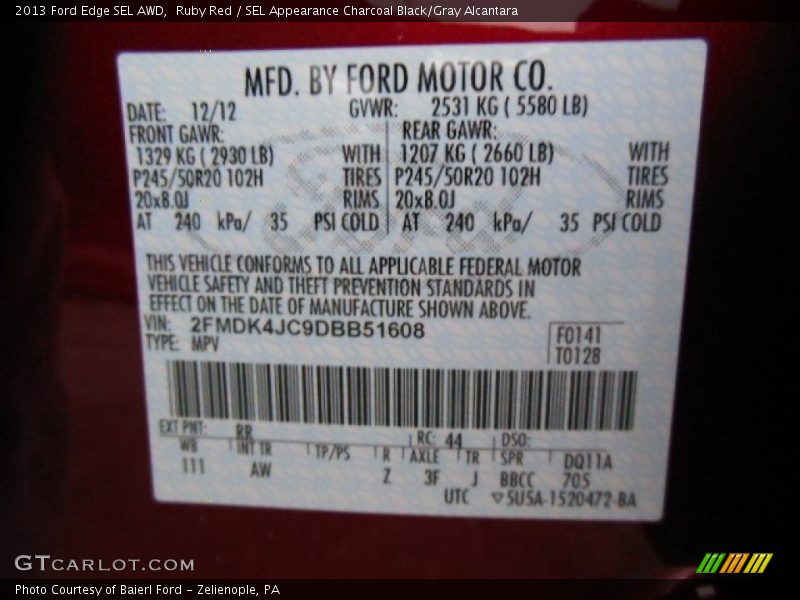 2013 Ford Edge SEL AWD,  Ruby Red / SEL Appearance Charcoal Black/Gray Alcantara
MFD. BY FORD MOTOR CO.
DATE: 12/12 GVWR: 2531 KG ( 5580 LB)
FRONT GAWR: REAR GAWR:
1329 KG ( 2930 LB) WITH 1207 KG ( 2660 LB) WITH
P245/50R20 102H TIRES P245/50R20 102H TIRES
20x8.0J RIMS 20x8.0J RIMS
AT 240 kPa/ 35 PSI COLD AT 240 kPa/ 35 PSI COLD
THIS VEHICLE CONFORMS TO ALL APPLICABLE FEDERAL MOTOR
VEHICLE SAFETY AND THEFT PREVENTION STANDARDS IN
EFFECT ON THE DATE OF MANUFACTURE SHOWN ABOVE.
VIN: 2FMDK4JC9DBB51608
TYPE: MPV
F0141
T0128
EXT PNT: RR RC: 44 DSO:
WB INT TR TP/PS R AXLE TR SPR DQ11A
111 AW Z 3F J BBCC 705
UTC ▽5U5A-1520472-BA
GTCARLOT.COM
Photo Courtesy of Baierl Ford – Zelienople, PA